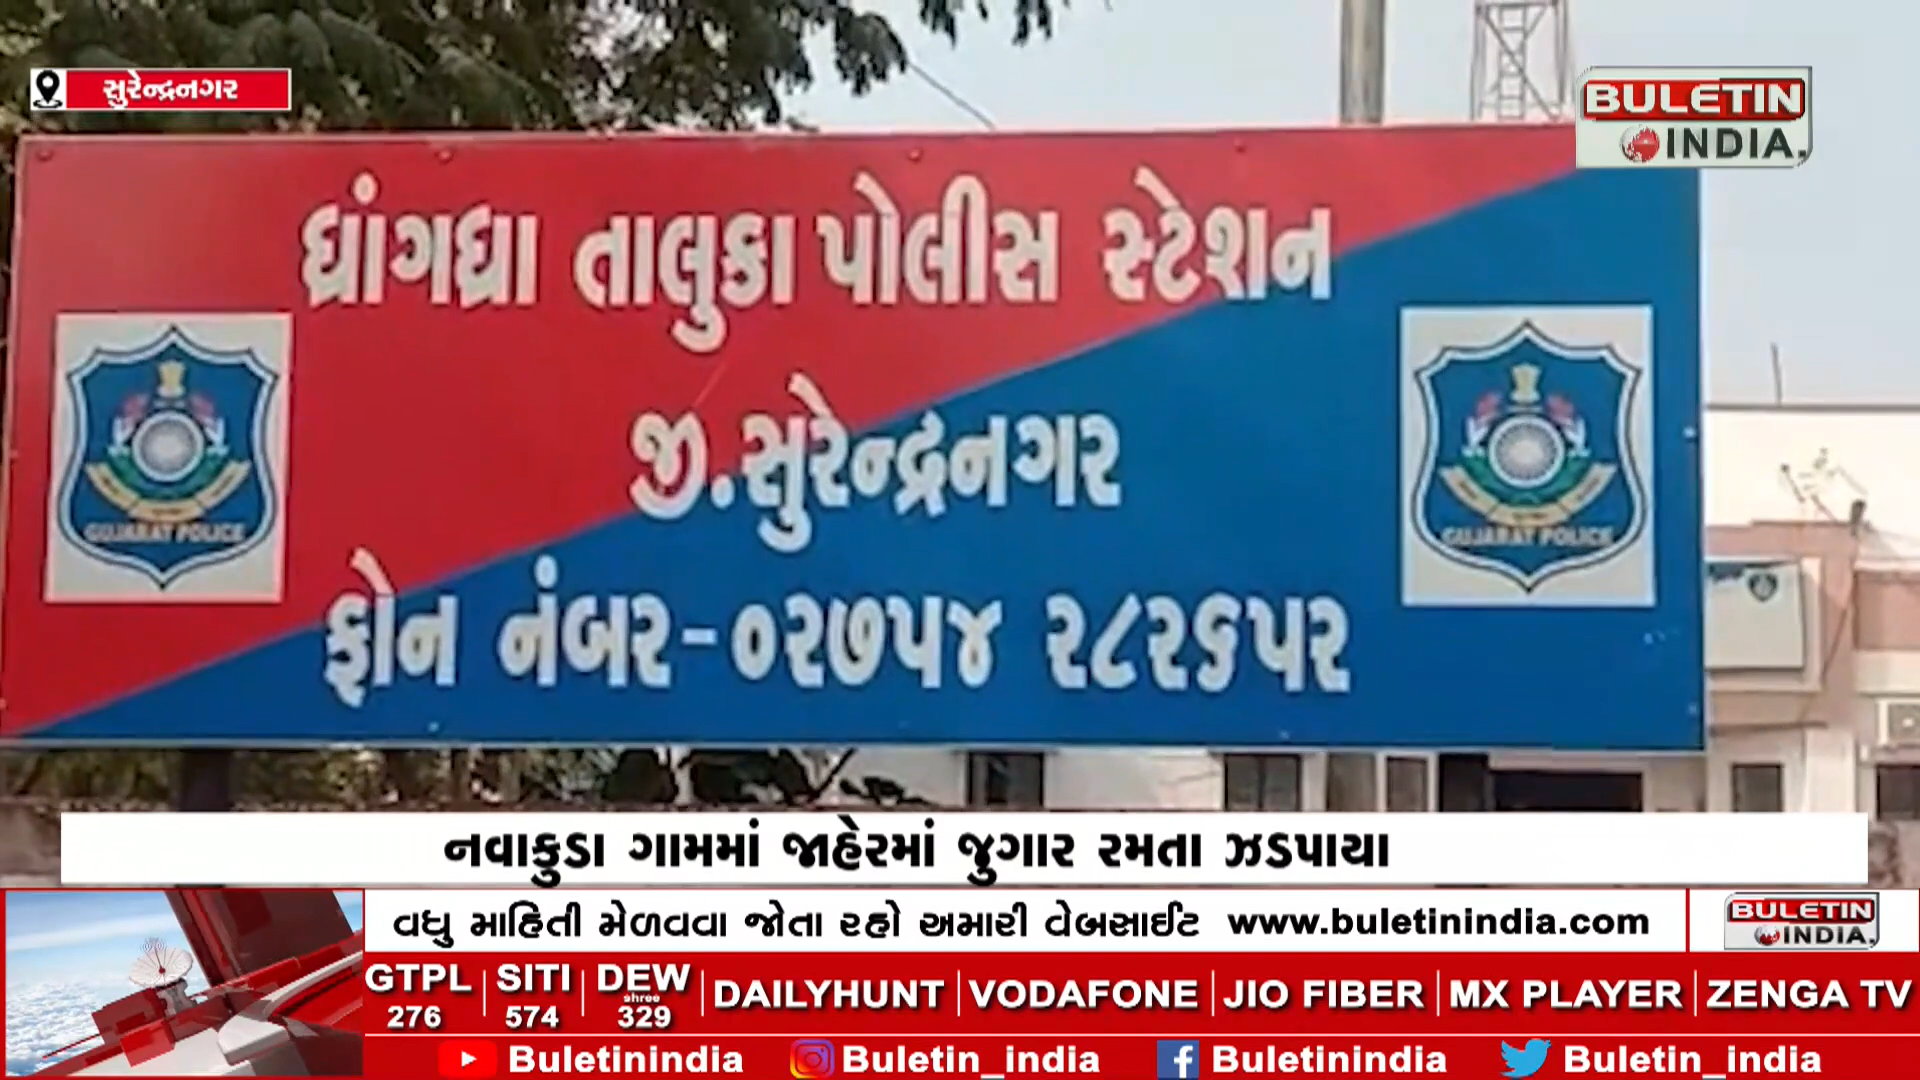 સુરેન્દ્રનગર
BULETIN
INDIA.
ધ્રાંગધ્રા તાલુકા પોલીસ સ્ટેશન
જી.સુરેન્દ્રનગર
ફોન નંબર-૦૨૭૫૪ ૨૮૨૬૫૨
GUJARAT POLICE
GUJARAT POLICE
નવાકુડા ગામમાં જાહેરમાં જુગાર રમતા ઝડપાયા
વધુ માહિતી મેળવવા જોતા રહો અમારી વેબસાઈટ www.buletinindia.com
BULETIN
INDIA.
GTPL 276 | SITI 574 | DEW shree 329 | DAILYHUNT | VODAFONE | JIO FIBER | MX PLAYER | ZENGA TV
Buletinindia Buletin_india Buletinindia Buletin_india